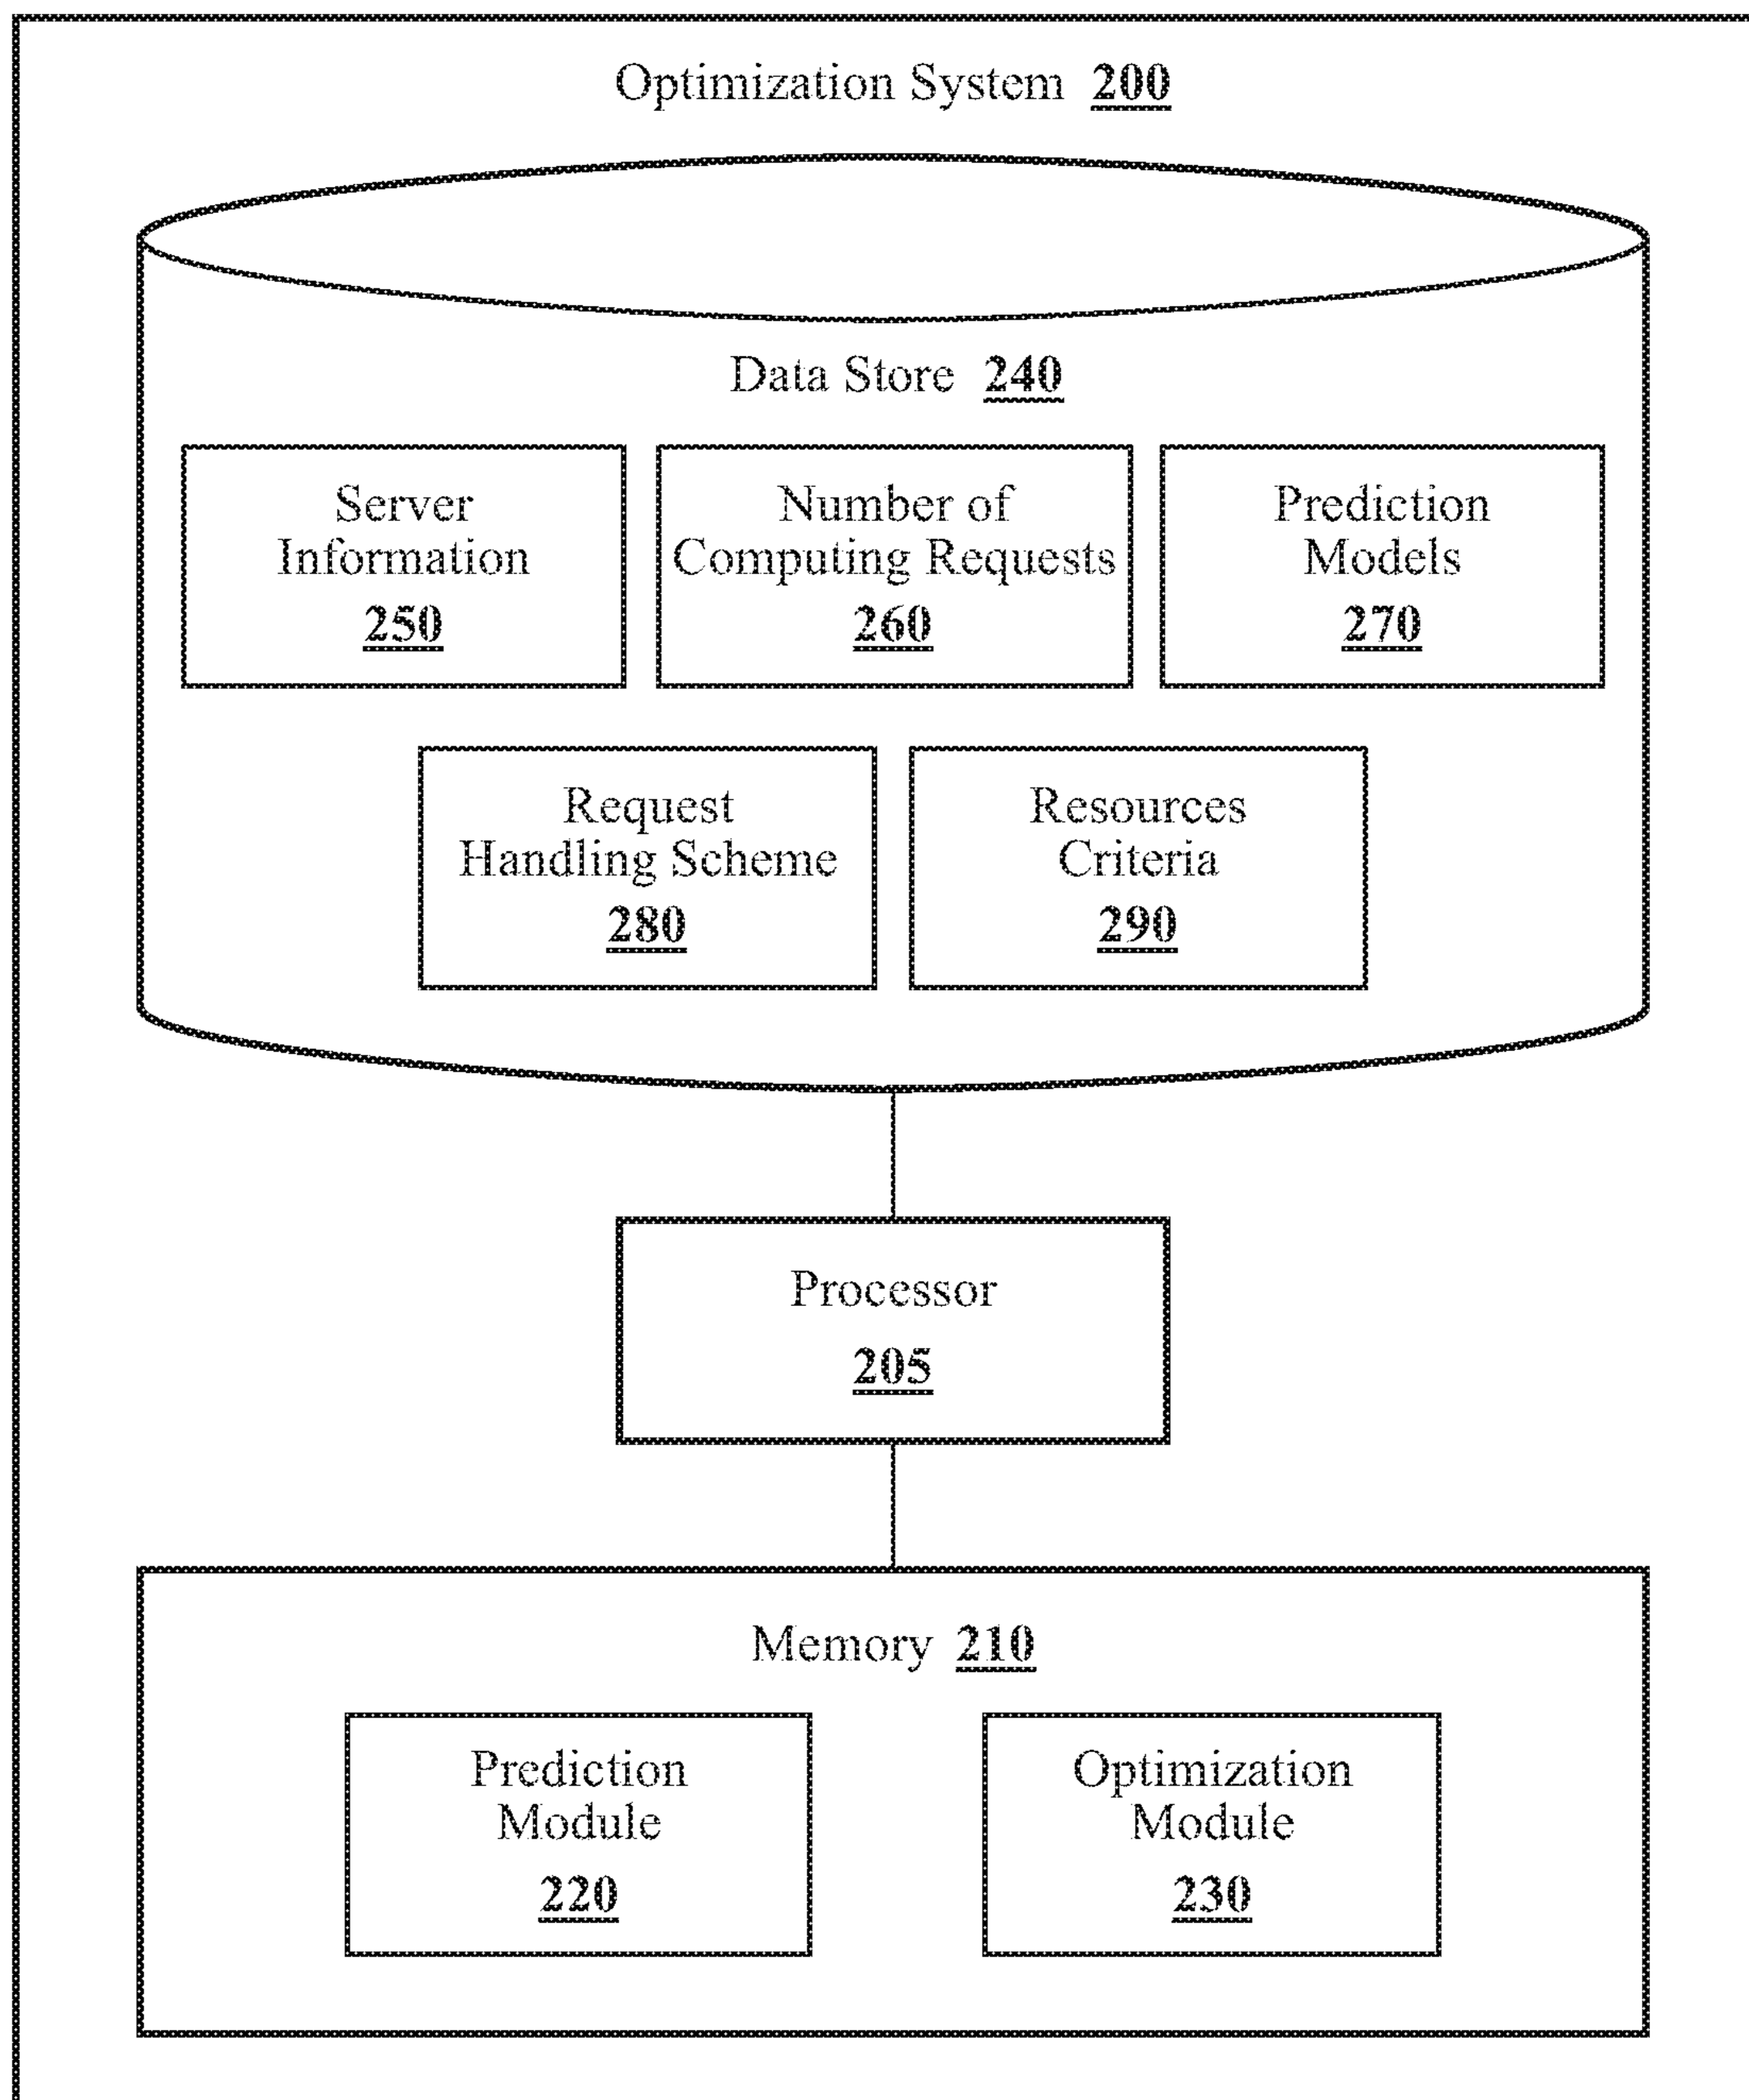 Optimization System 200
Data Store 240
Server
Information
250
Number of
Computing Requests
260
Prediction
Models
270
Request
Handling Scheme
280
Resources
Criteria
290
Processor
205
Memory 210
Prediction
Module
220
Optimization
Module
230